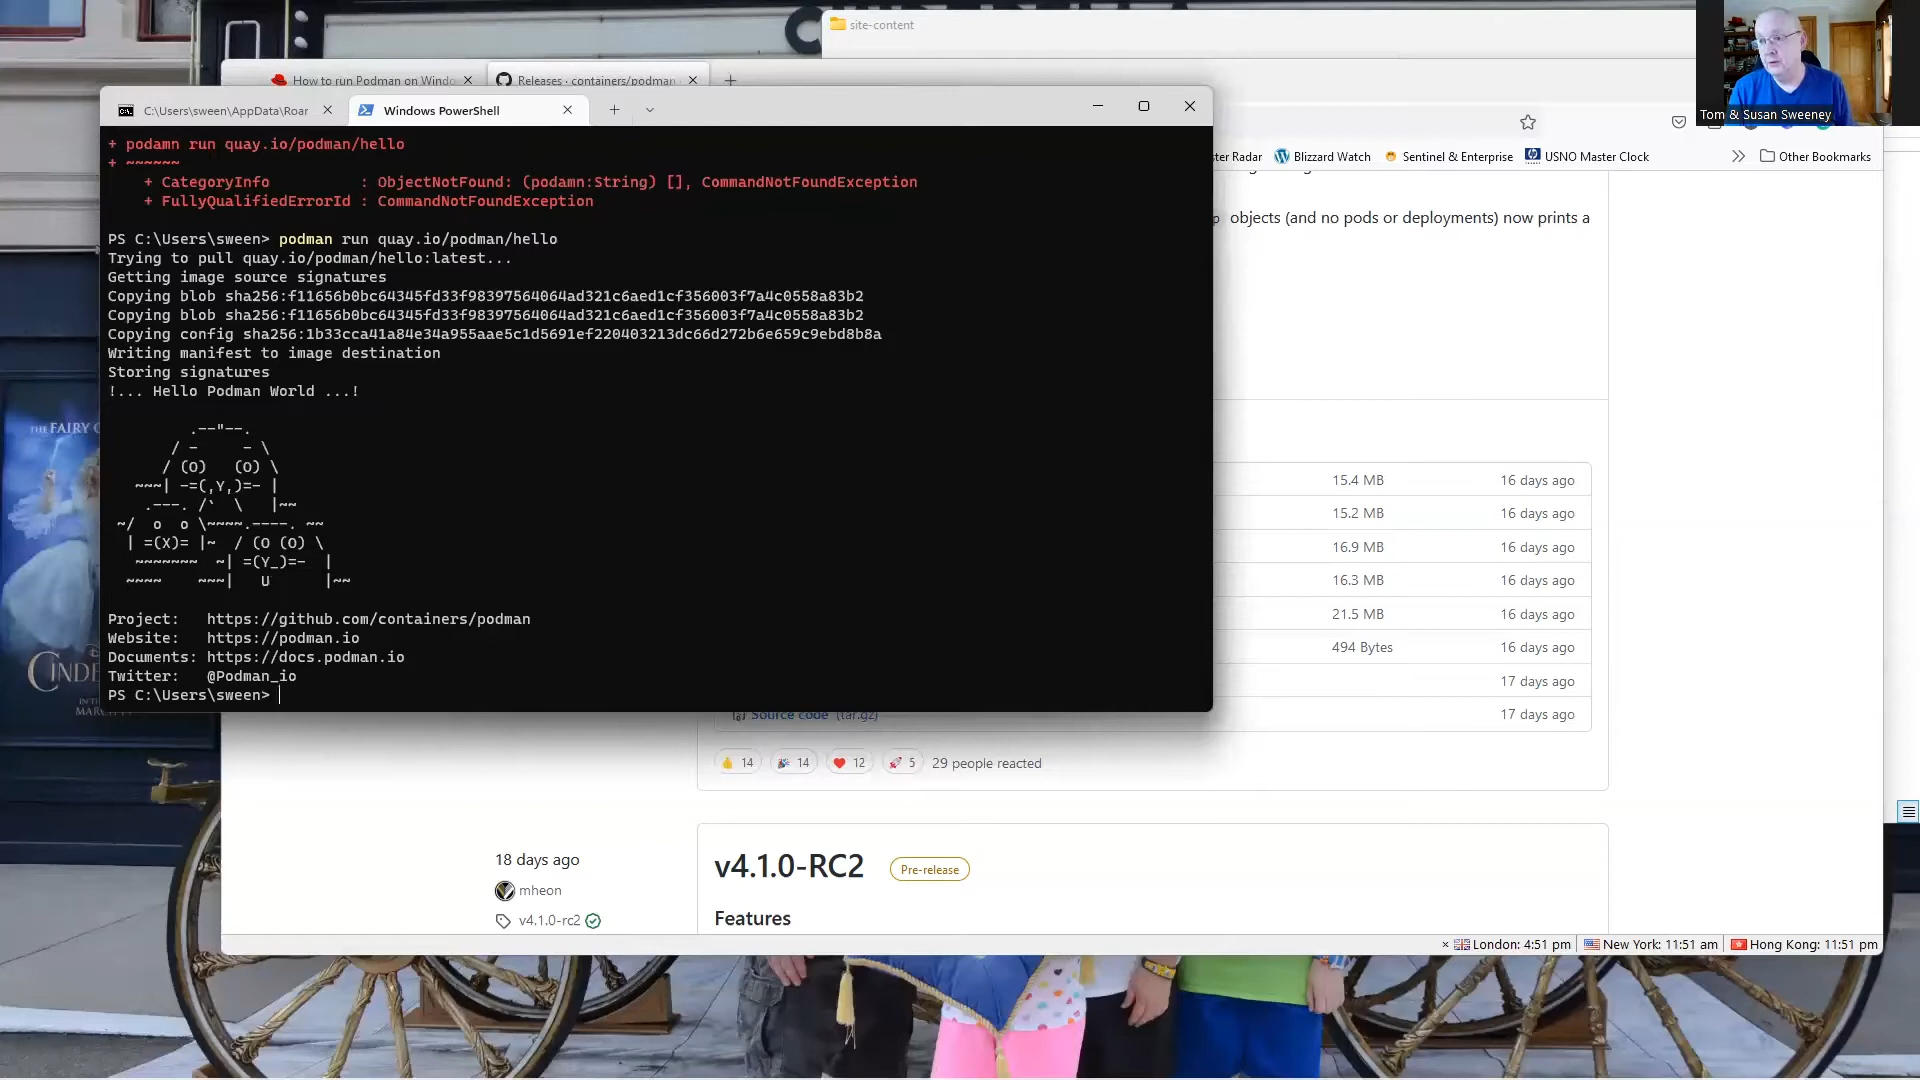 site-content
How to run Podman on Windo
Releases · containers/podman
Tom & Susan Sweeney
C:\Users\sween\AppData\Roar
Windows PowerShell
ster Radar
Blizzard Watch
Sentinel & Enterprise
USNO Master Clock
Other Bookmarks
+ podamn run quay.io/podman/hello
+ ~~~~~~
+ CategoryInfo : ObjectNotFound: (podamn:String) [], CommandNotFoundException
+ FullyQualifiedErrorId : CommandNotFoundException
PS C:\Users\sween> podman run quay.io/podman/hello
Trying to pull quay.io/podman/hello:latest...
Getting image source signatures
Copying blob sha256:f11656b0bc64345fd33f98397564064ad321c6aed1cf356003f7a4c0558a83b2
Copying blob sha256:f11656b0bc64345fd33f98397564064ad321c6aed1cf356003f7a4c0558a83b2
Copying config sha256:1b33cca41a84e34a955aae5c1d5691ef220403213dc66d272b6e659c9ebd8b8a
Writing manifest to image destination
Storing signatures
!... Hello Podman World ...!
         .--"--.
       / -     - \
      / (O)   (O) \
   ~~~| -=(,Y,)=- |
    .---. /`  \   |~~
 ~/  o  o \~~~~.----. ~~
  | =(X)= |~  / (O (O) \
   ~~~~~~~  ~| =(Y_)=-  |
  ~~~~    ~~~|   U      |~~
Project: https://github.com/containers/podman
Website: https://podman.io
Documents: https://docs.podman.io
Twitter: @Podman_io
PS C:\Users\sween>
objects (and no pods or deployments) now prints a
15.4 MB 16 days ago
15.2 MB 16 days ago
16.9 MB 16 days ago
16.3 MB 16 days ago
21.5 MB 16 days ago
494 Bytes 16 days ago
17 days ago
Source code (tar.gz) 17 days ago
14 14 12 5 29 people reacted
18 days ago
mheon
v4.1.0-rc2
v4.1.0-RC2
Pre-release
Features
× London: 4:51 pm
New York: 11:51 am
Hong Kong: 11:51 pm
THE FAIRY
CINDE
IN TH
MARCH